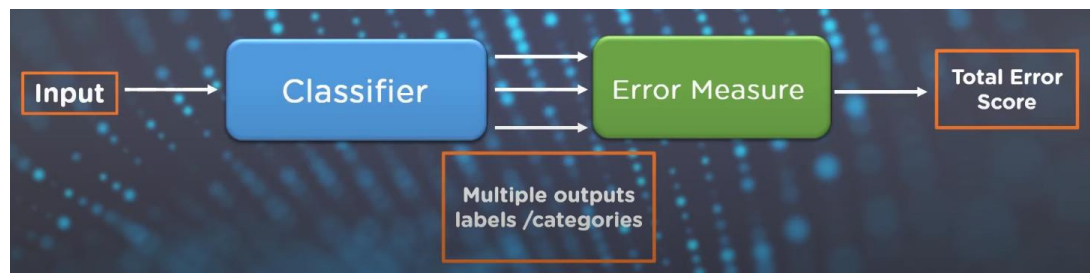 Input
Classifier
Error Measure
Total Error
Score
Multiple outputs
labels /categories